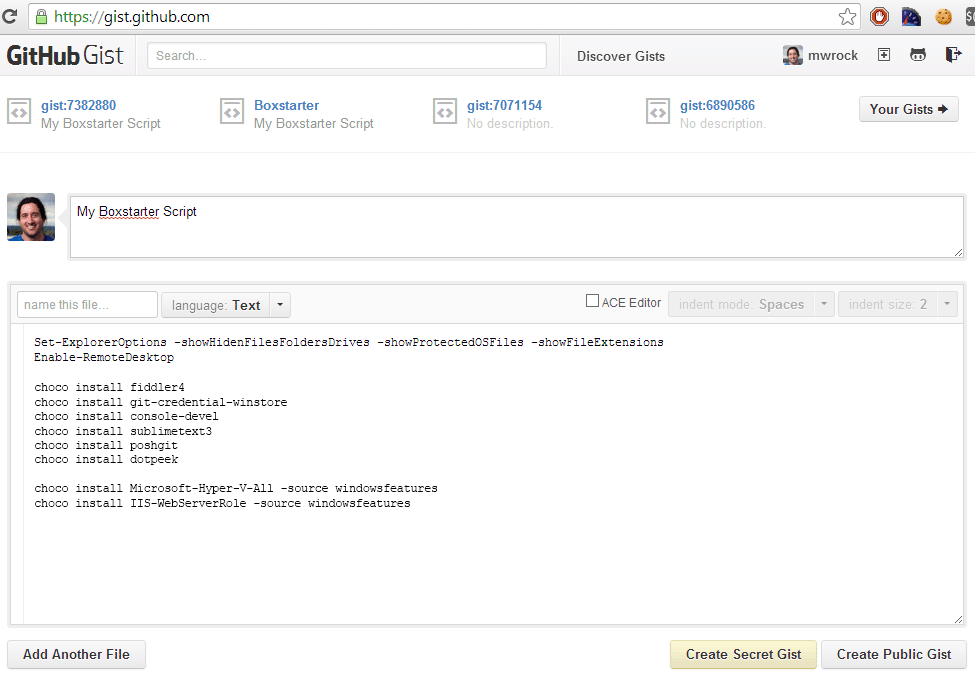 https://gist.github.com
GitHub Gist
Search...
Discover Gists
mwrock
gist:7382880
My Boxstarter Script
Boxstarter
My Boxstarter Script
gist:7071154
No description.
gist:6890586
No description.
Your Gists
My Boxstarter Script
name this file...
language: Text
ACE Editor
indent mode: Spaces
indent size: 2
Set-ExplorerOptions -showHidenFilesFoldersDrives -showProtectedOSFiles -showFileExtensions
Enable-RemoteDesktop
choco install fiddler4
choco install git-credential-winstore
choco install console-devel
choco install sublimetext3
choco install poshgit
choco install dotpeek
choco install Microsoft-Hyper-V-All -source windowsfeatures
choco install IIS-WebServerRole -source windowsfeatures
Add Another File
Create Secret Gist
Create Public Gist